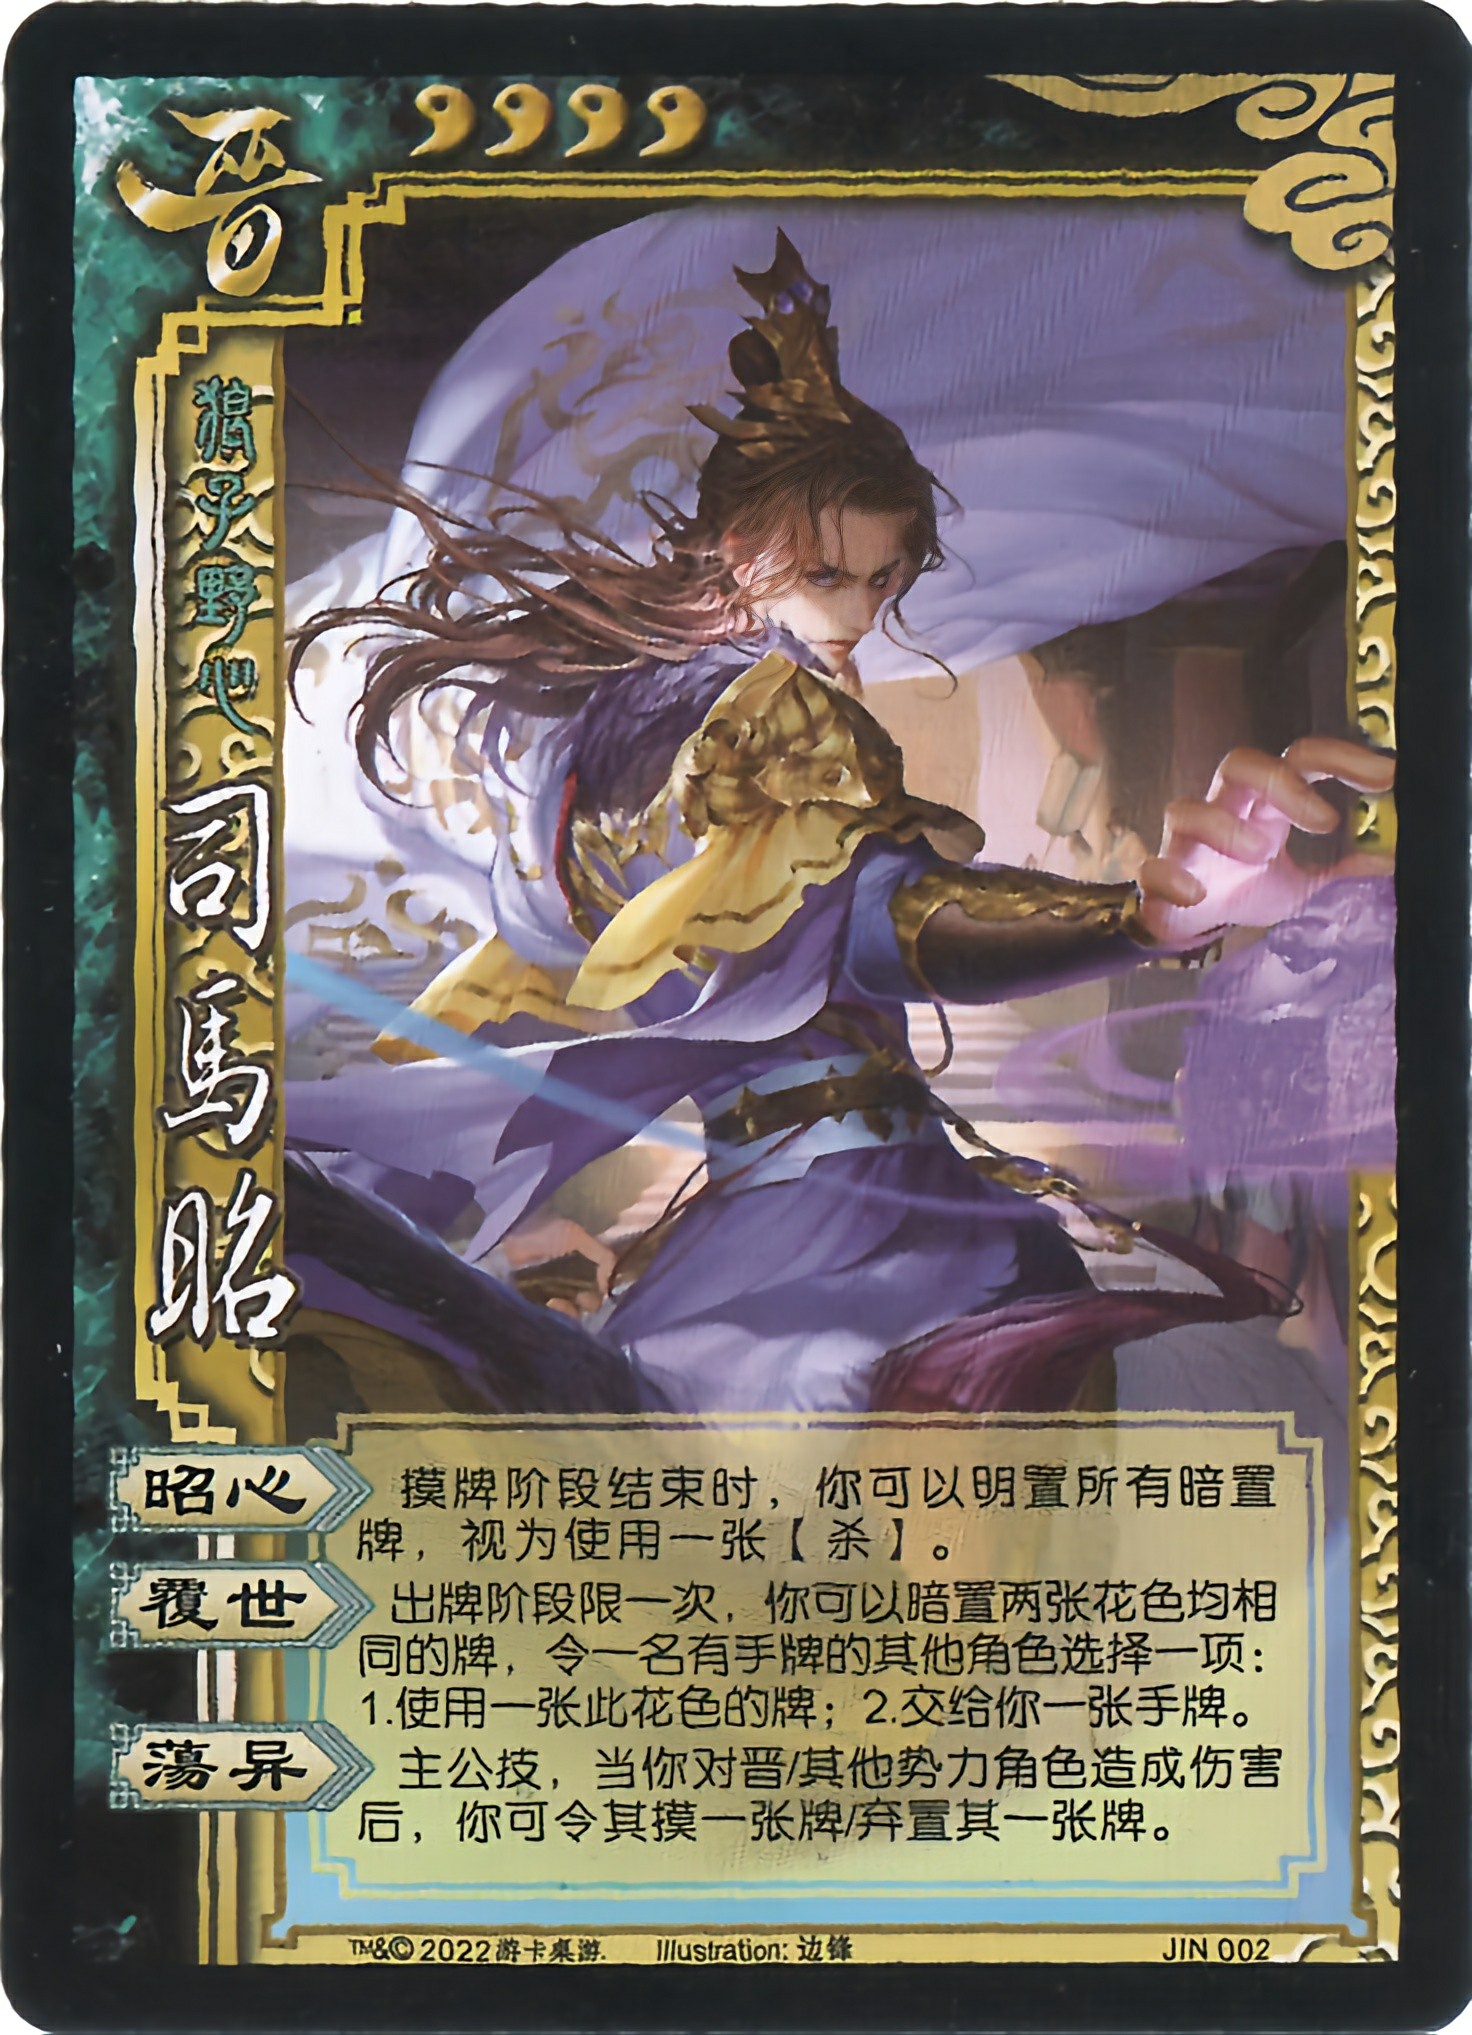 晋
狼子野心
司馬昭
昭心
摸牌阶段结束时，你可以明置所有暗置
牌，视为使用一张【杀】。
覆世
出牌阶段限一次，你可以暗置两张花色均相
同的牌，令一名有手牌的其他角色选择一项：
1.使用一张此花色的牌；2.交给你一张手牌。
蕩异
主公技，当你对晋/其他势力角色造成伤害
后，你可令其摸一张牌/弃置其一张牌。
™&©2022游卡桌游. Illustration: 边锋 JIN 002